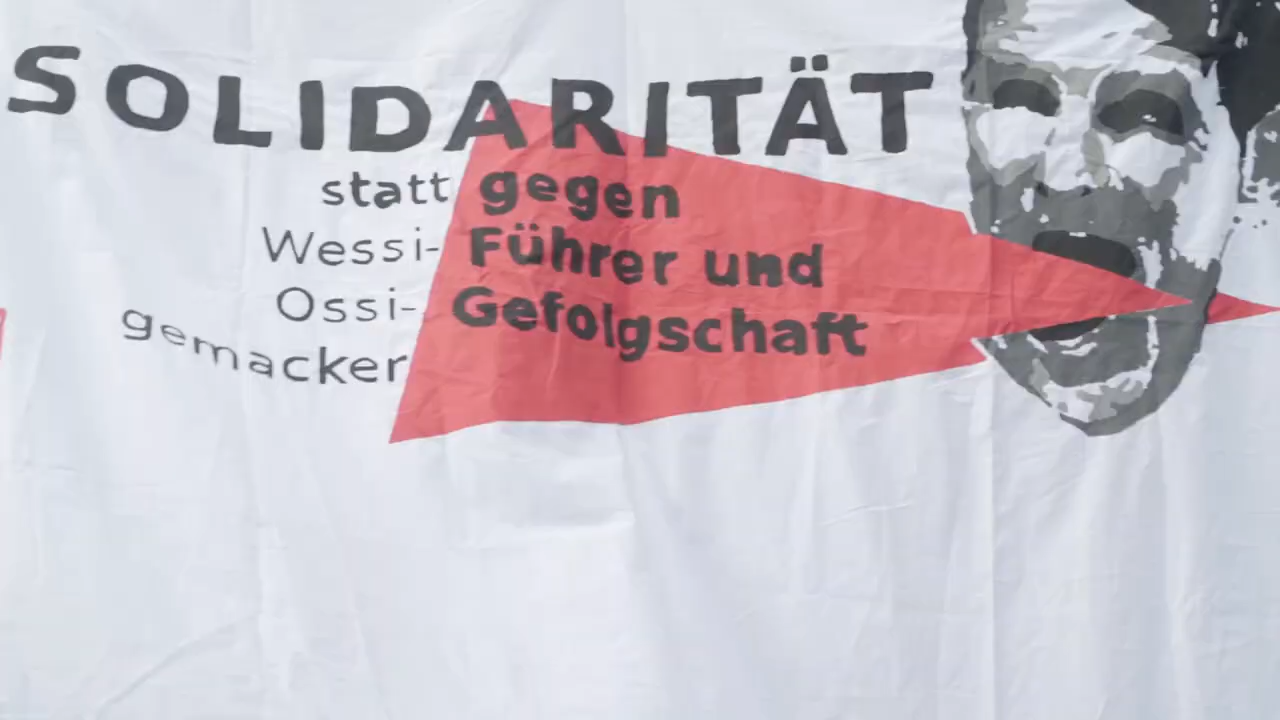 SOLIDARITÄT
statt gegen
Wessi- Führer und
Ossi- Gefolgschaft
gemacker